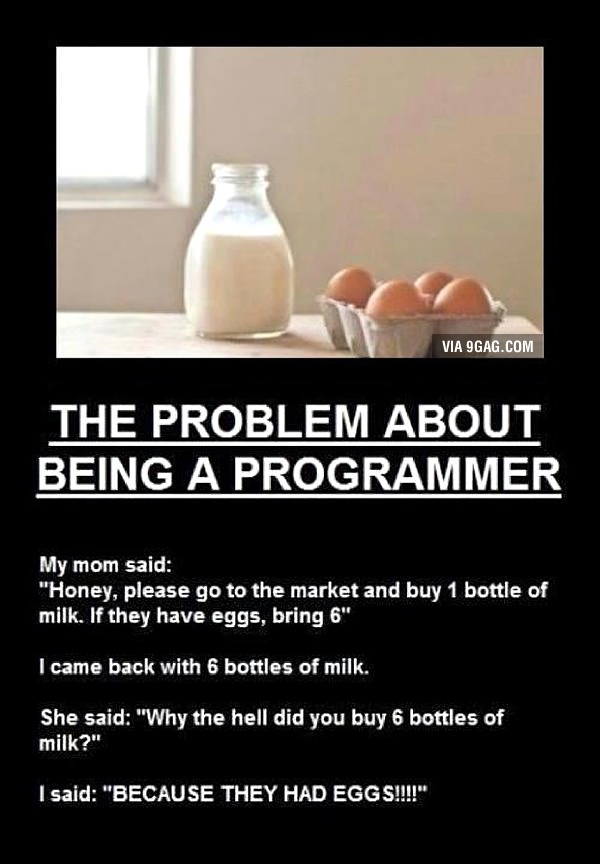 VIA 9GAG.COM
THE PROBLEM ABOUT
BEING A PROGRAMMER
My mom said:
"Honey, please go to the market and buy 1 bottle of
milk. If they have eggs, bring 6"
I came back with 6 bottles of milk.
She said: "Why the hell did you buy 6 bottles of
milk?"
I said: "BECAUSE THEY HAD EGGS!!!!"